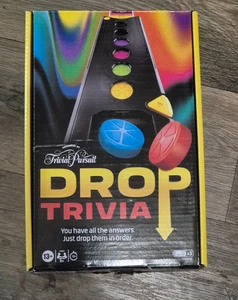 Trivial Pursuit
DROP
TRIVIA
You have all the answers.
Just drop them in order.
13+